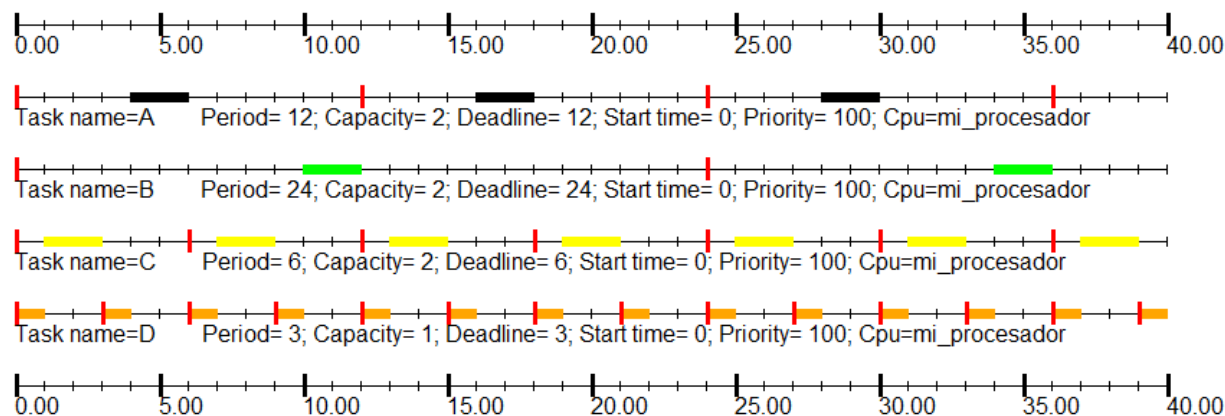 0.00 5.00 10.00 15.00 20.00 25.00 30.00 35.00 40.00
Task name=A Period= 12; Capacity= 2; Deadline= 12; Start time= 0; Priority= 100; Cpu=mi_procesador
Task name=B Period= 24; Capacity= 2; Deadline= 24; Start time= 0; Priority= 100; Cpu=mi_procesador
Task name=C Period= 6; Capacity= 2; Deadline= 6; Start time= 0; Priority= 100; Cpu=mi_procesador
Task name=D Period= 3; Capacity= 1; Deadline= 3; Start time= 0; Priority= 100; Cpu=mi_procesador
0.00 5.00 10.00 15.00 20.00 25.00 30.00 35.00 40.00